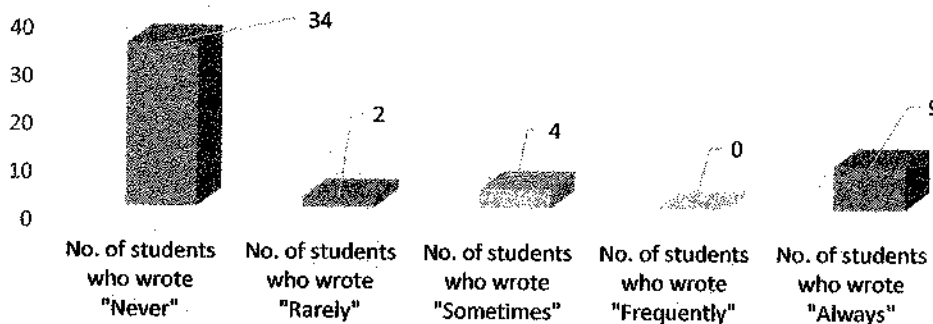 40
34
30
20
2
4
0
9
10
0
No. of students who wrote "Never"
No. of students who wrote "Rarely"
No. of students who wrote "Sometimes"
No. of students who wrote "Frequently"
No. of students who wrote "Always"